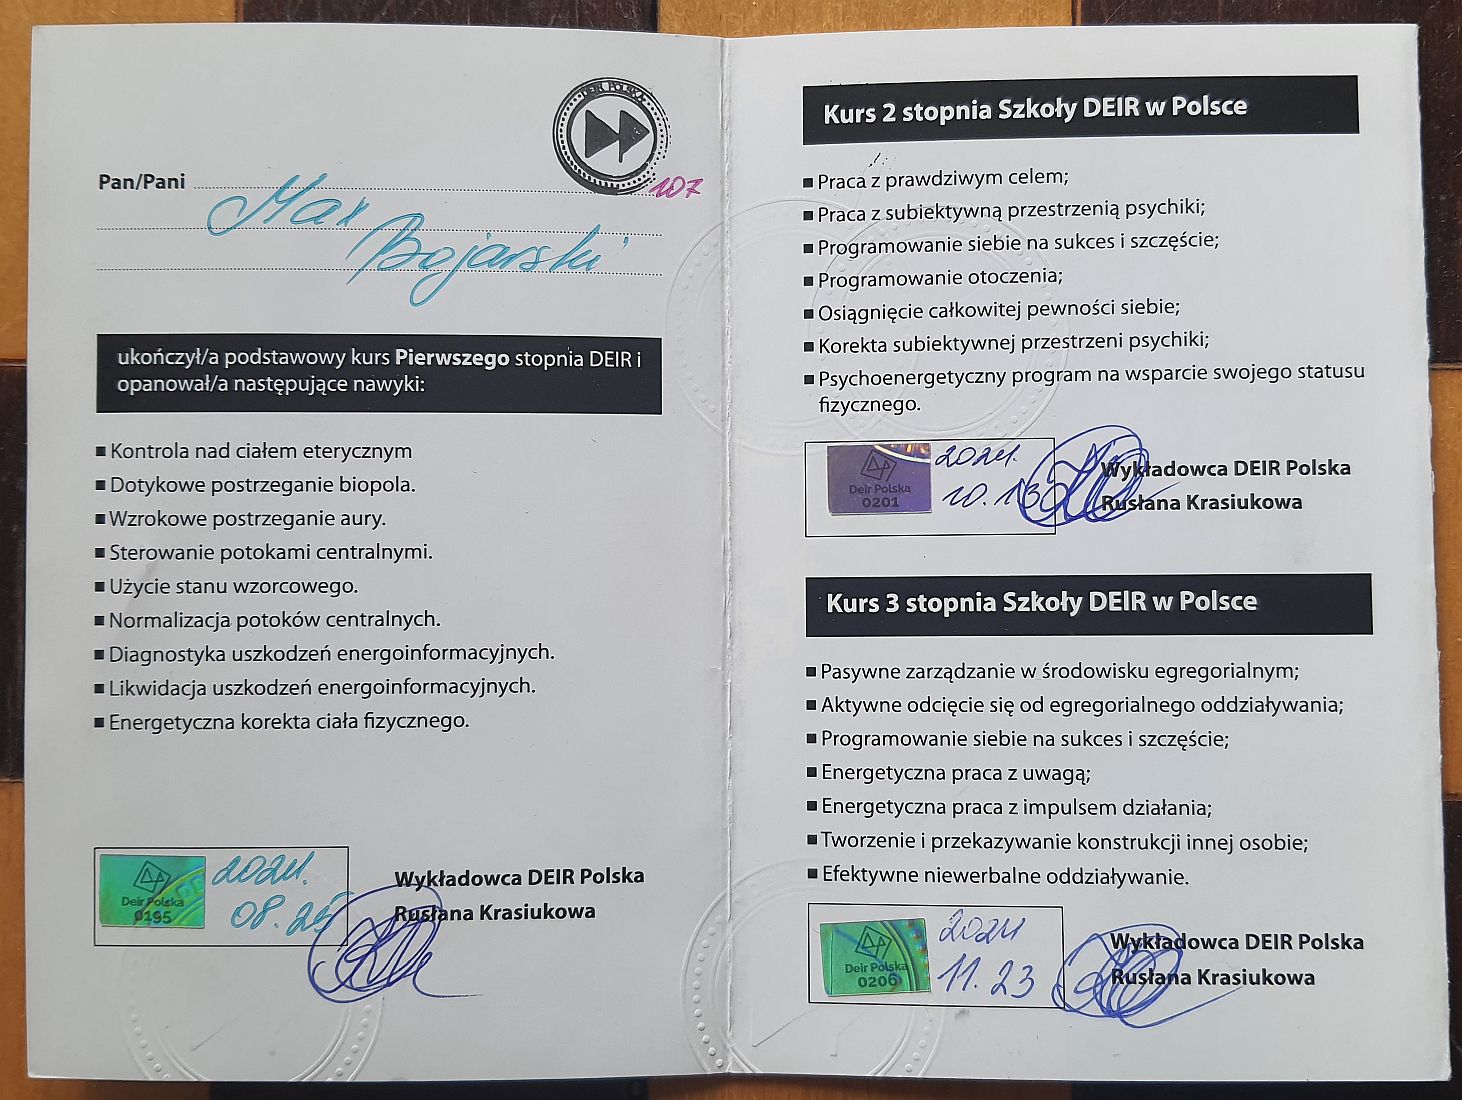 DEIR POLSKA
107
Pan/Pani
Max
Bojarski
ukończył/a podstawowy kurs Pierwszego stopnia DEIR i
opanował/a następujące nawyki:
■ Kontrola nad ciałem eterycznym
■ Dotykowe postrzeganie biopola.
■ Wzrokowe postrzeganie aury.
■ Sterowanie potokami centralnymi.
■ Użycie stanu wzorcowego.
■ Normalizacja potoków centralnych.
■ Diagnostyka uszkodzeń energoinformacyjnych.
■ Likwidacja uszkodzeń energoinformacyjnych.
■ Energetyczna korekta ciała fizycznego.
Deir Polska
0195
2024.
08.25
Wykładowca DEIR Polska
Rusłana Krasiukowa
Kurs 2 stopnia Szkoły DEIR w Polsce
■ Praca z prawdziwym celem;
■ Praca z subiektywną przestrzenią psychiki;
■ Programowanie siebie na sukces i szczęście;
■ Programowanie otoczenia;
■ Osiągnięcie całkowitej pewności siebie;
■ Korekta subiektywnej przestrzeni psychiki;
■ Psychoenergetyczny program na wsparcie swojego statusu
fizycznego.
Deir Polska
0201
2024.
10.13
Wykładowca DEIR Polska
Rusłana Krasiukowa
Kurs 3 stopnia Szkoły DEIR w Polsce
■ Pasywne zarządzanie w środowisku egregorialnym;
■ Aktywne odcięcie się od egregorialnego oddziaływania;
■ Programowanie siebie na sukces i szczęście;
■ Energetyczna praca z uwagą;
■ Energetyczna praca z impulsem działania;
■ Tworzenie i przekazywanie konstrukcji innej osobie;
■ Efektywne niewerbalne oddziaływanie.
Deir Polska
0206
2024
11.23
Wykładowca DEIR Polska
Rusłana Krasiukowa